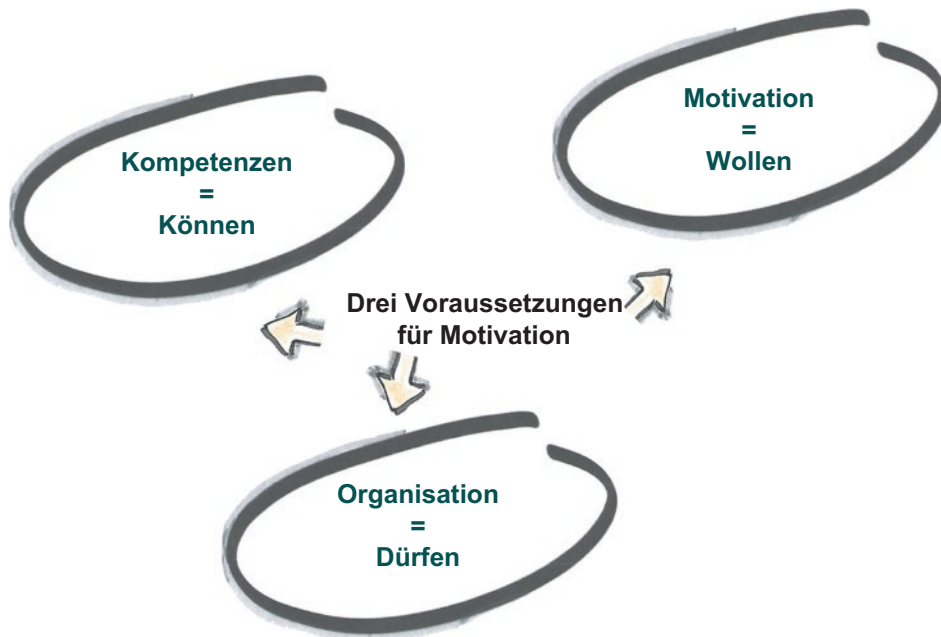 Motivation
=
Wollen
Kompetenzen
=
Können
Drei Voraussetzungen
für Motivation
Organisation
=
Dürfen